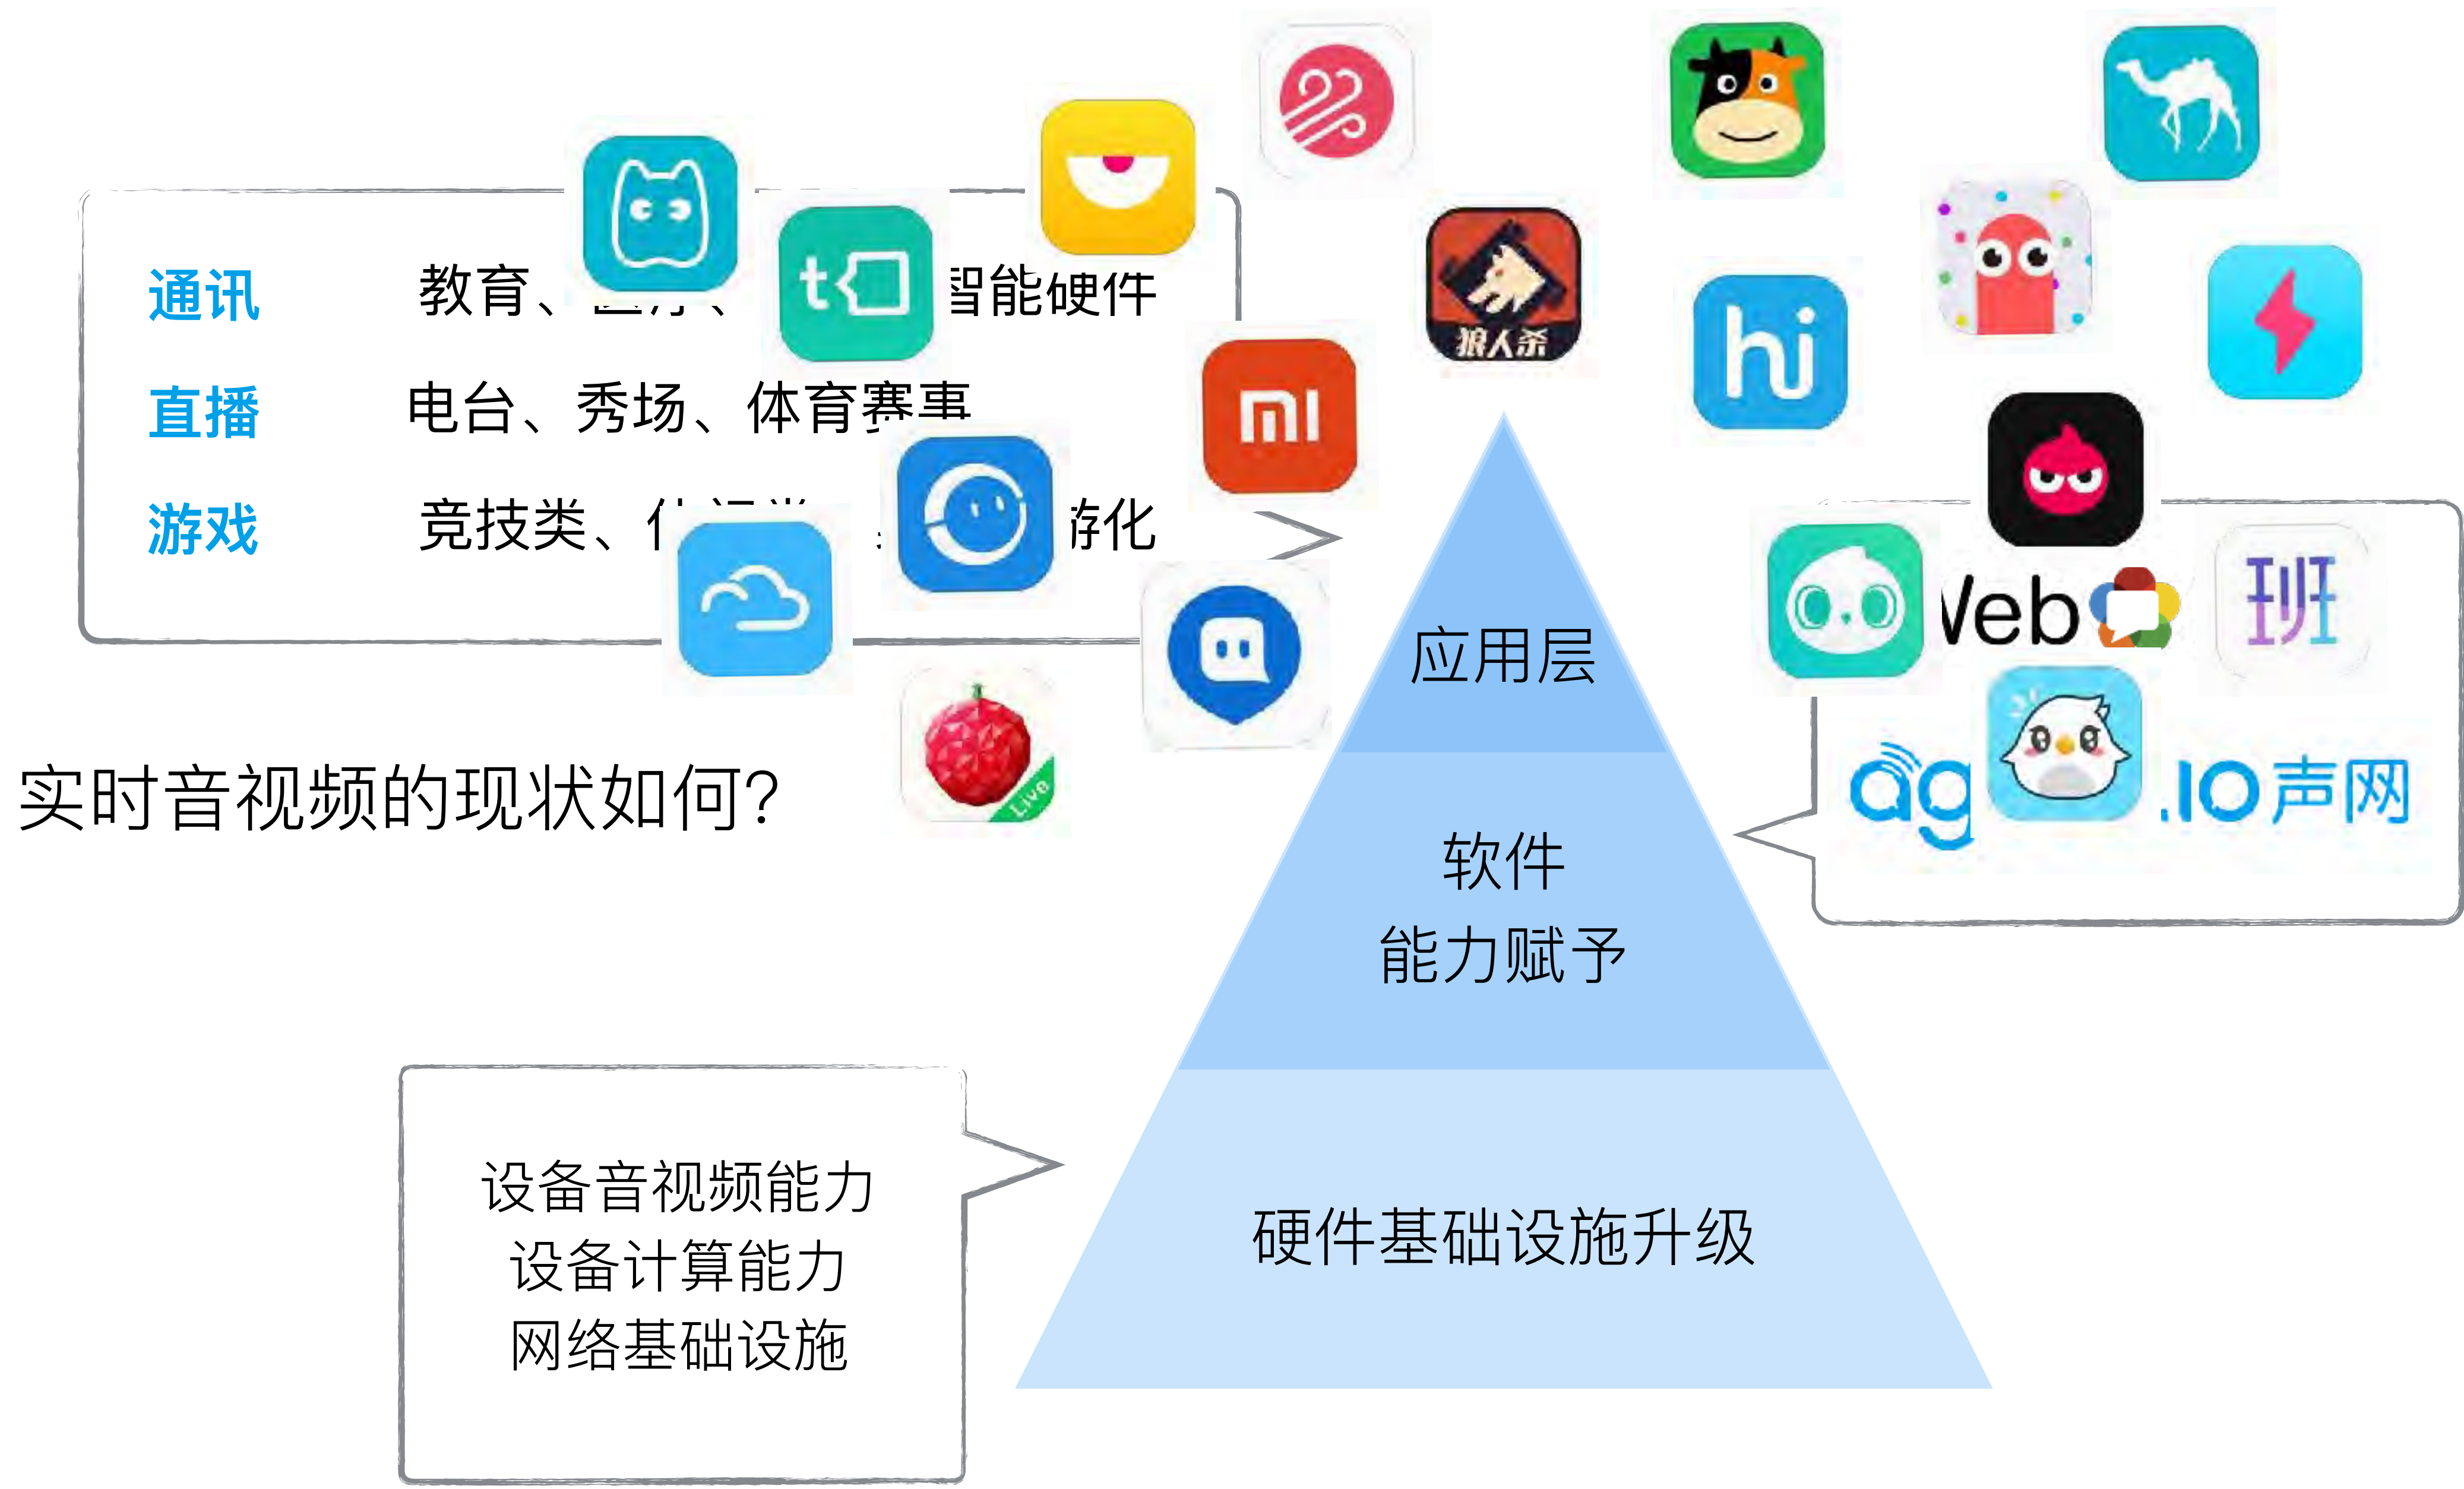 通讯 教育、 、 智能硬件
直播 电台、秀场、体育赛事
游戏 竞技类、 游化
实时音视频的现状如何?
应用层
软件
能力赋予
硬件基础设施升级
设备音视频能力
设备计算能力
网络基础设施
t
mi
狼人杀
hi
Live
班
Web
ag .io声网